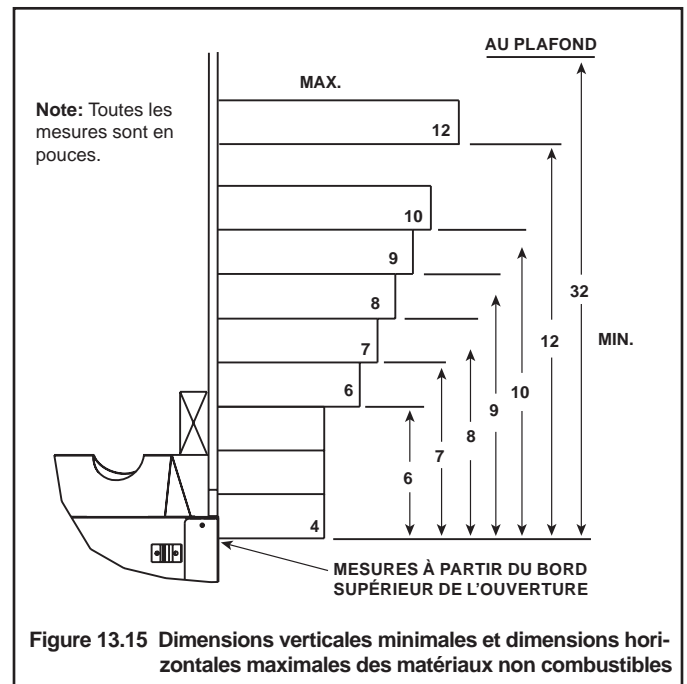 AU PLAFOND
MAX.
Note: Toutes les
mesures sont en
pouces.
12
10
9
8
7
6
4
6
7
8
9
10
12
32
MIN.
MESURES À PARTIR DU BORD
SUPÉRIEUR DE L'OUVERTURE
Figure 13.15 Dimensions verticales minimales et dimensions hori-
zontales maximales des matériaux non combustibles